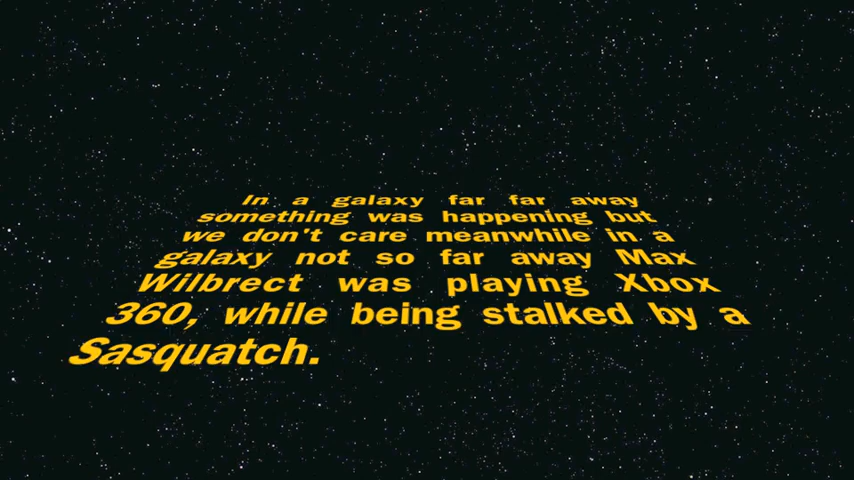 In a galaxy far far away
something was happening but
we don't care meanwhile in a
galaxy not so far away Max
Wilbrect was playing Xbox
360, while being stalked by a
Sasquatch.